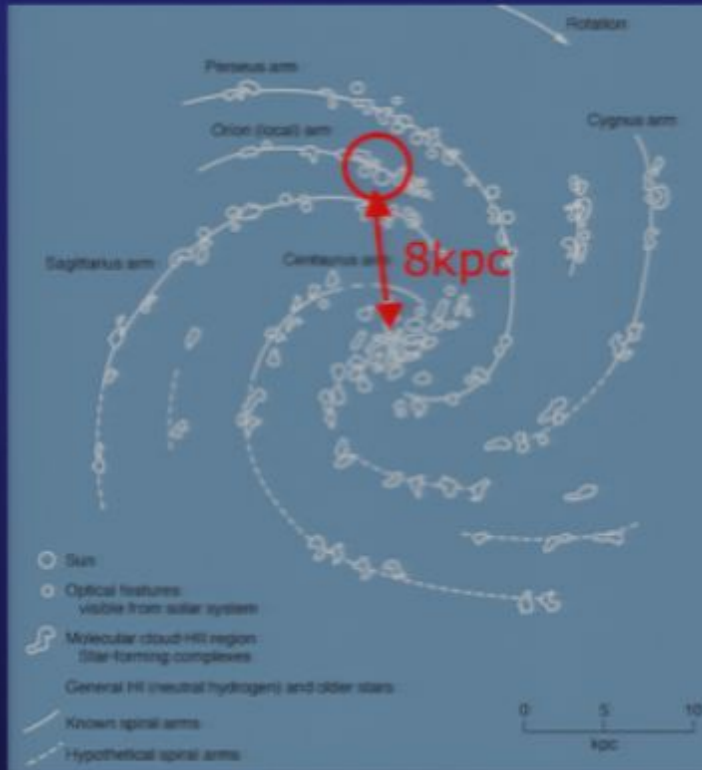 Rotation
Perseus arm
Orion (local) arm
Cygnus arm
Sagittarius arm
Centaurus arm
8kpc
Sun
Optical features
visible from solar system
Molecular cloud-HII region
Star-forming complexes
General HI (neutral hydrogen) and older stars
Known spiral arms
Hypothetical spiral arms
0 5 10
kpc